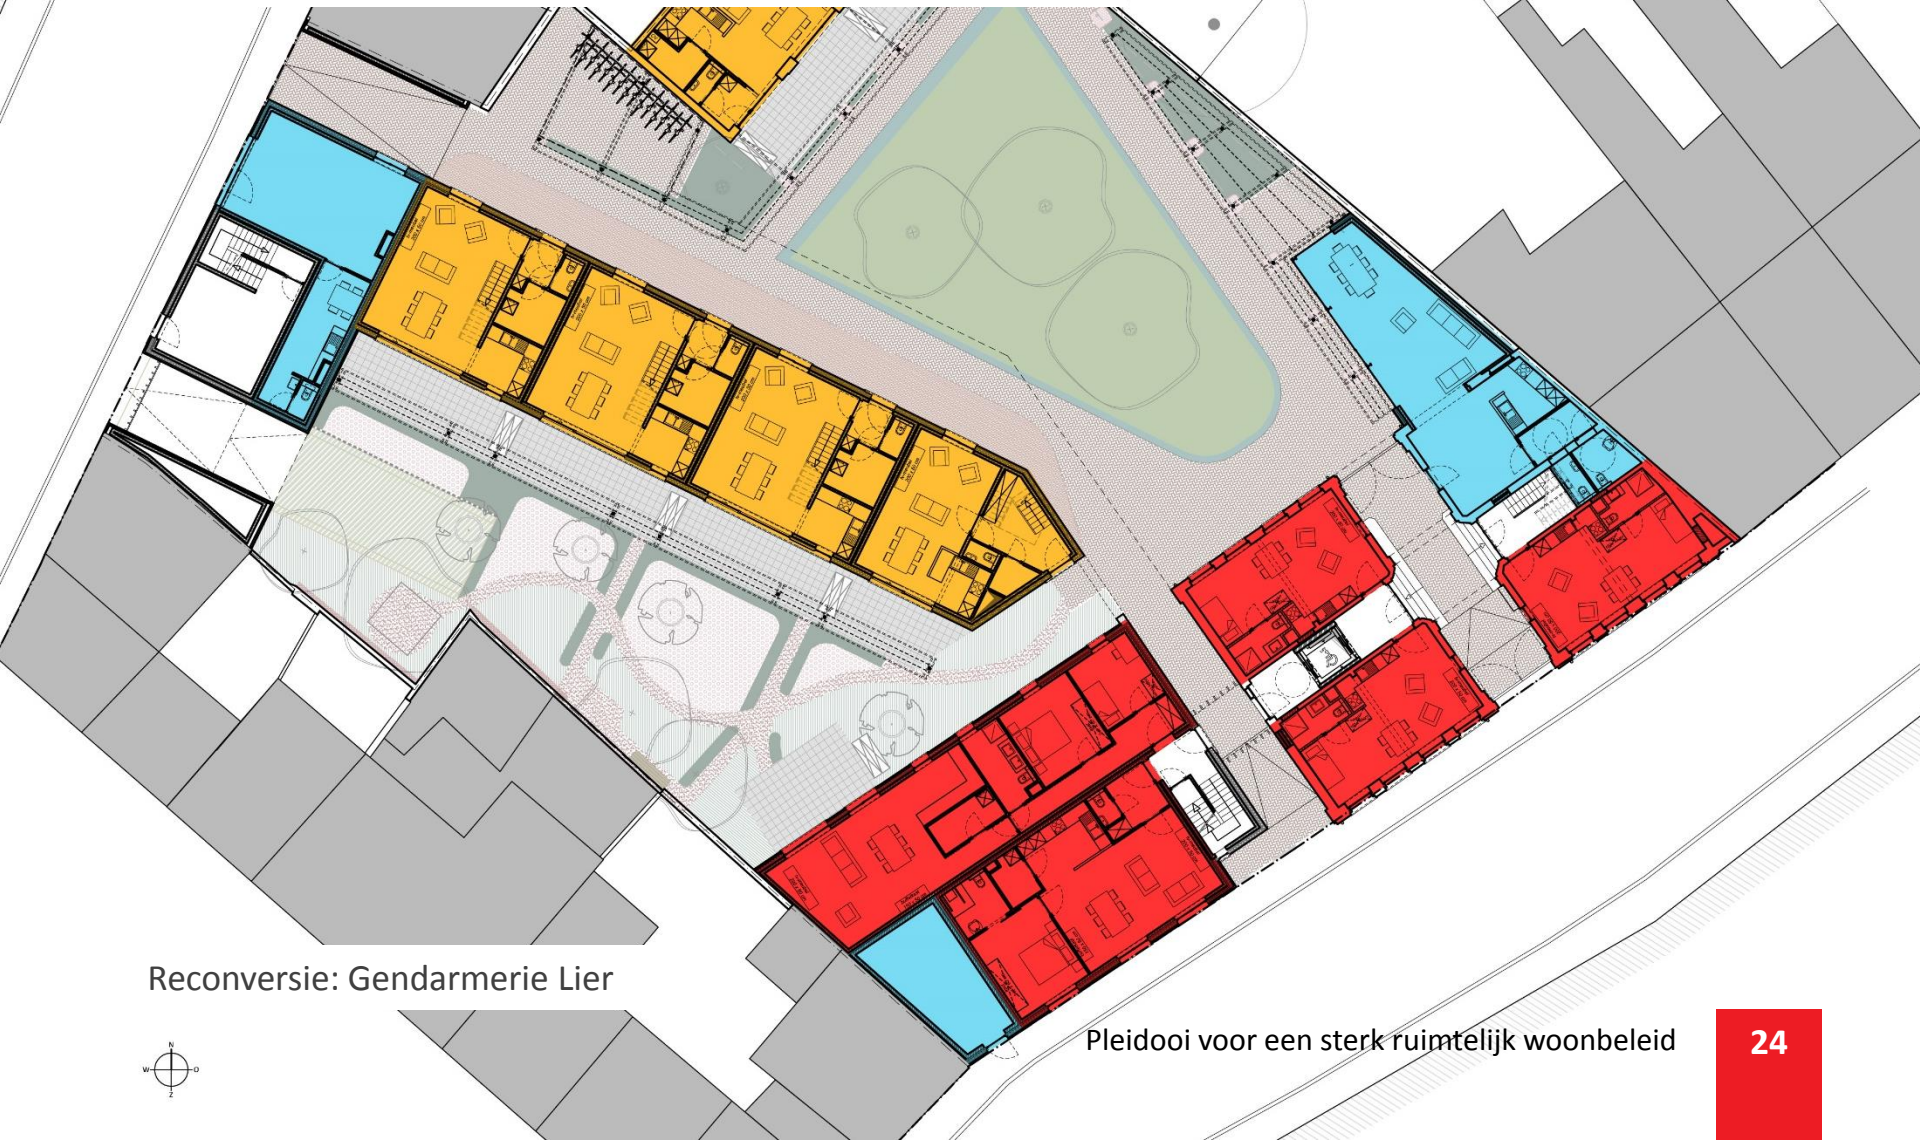 Reconversie: Gendarmerie Lier
N
W
O
Z
Pleidooi voor een sterk ruimtelijk woonbeleid
24